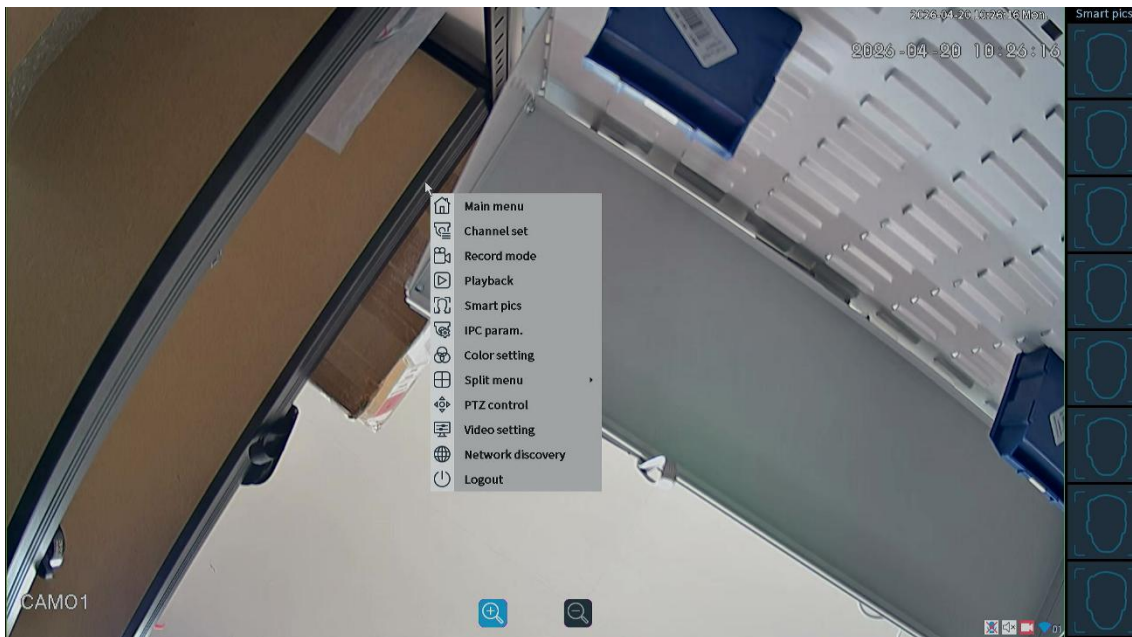 2026-04-20 10:26:16 Mon
Smart pics
2026-04-20 10:26:16
Main menu
Channel set
Record mode
Playback
Smart pics
IPC param.
Color setting
Split menu
PTZ control
Video setting
Network discovery
Logout
CAM01
01